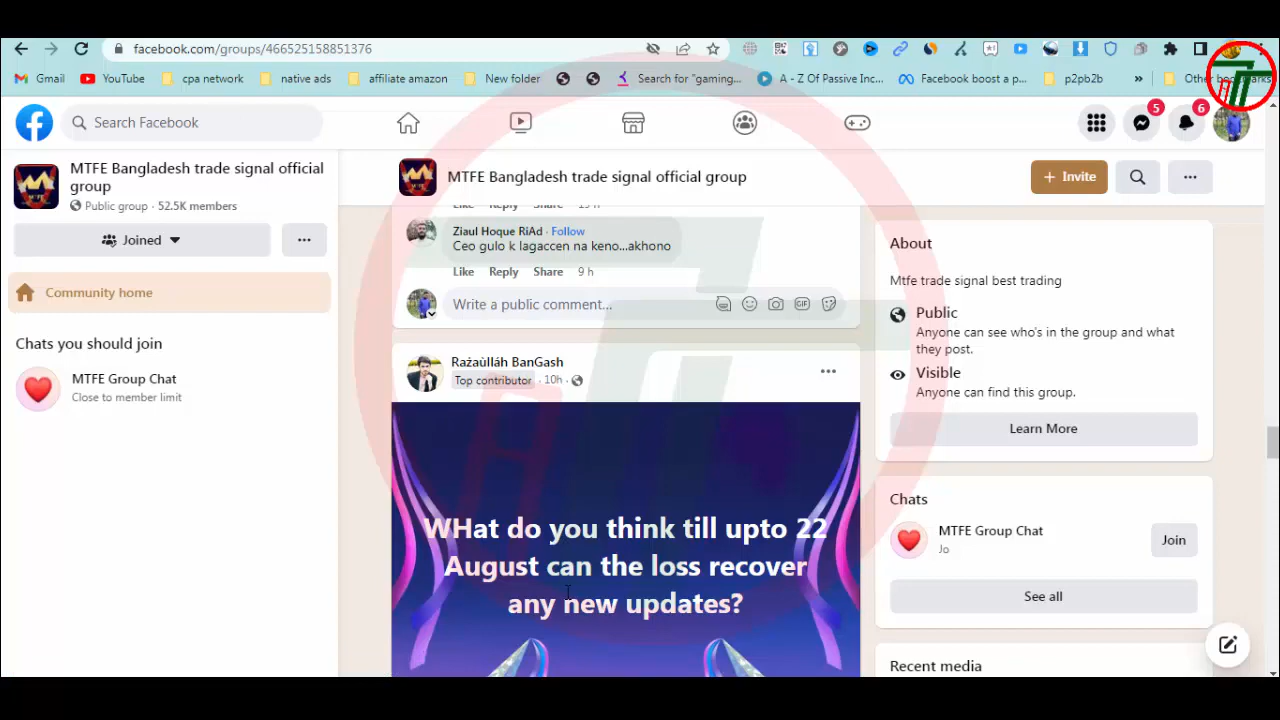 facebook.com/groups/466525158851376
Gmail
YouTube
cpa network
native ads
affiliate amazon
New folder
Search for "gaming...
A - Z Of Passive Inc...
Facebook boost a p...
p2pb2b
»
Search Facebook
5
6
MTFE Bangladesh trade signal official
group
Public group · 52.5K members
Joined
Community home
Chats you should join
MTFE Group Chat
Close to member limit
MTFE Bangladesh trade signal official group
+ Invite
Like Reply Share
Ziaul Hoque RiAd · Follow
Ceo gulo k lagaccen na keno...akhono
Like Reply Share 9 h
Write a public comment...
GIF
Rażaùlláh BanGash
Top contributor · 10h ·
WHat do you think till upto 22
August can the loss recover
any new updates?
About
Mtfe trade signal best trading
Public
Anyone can see who's in the group and what
they post.
Visible
Anyone can find this group.
Learn More
Chats
MTFE Group Chat
Jo
Join
See all
Recent media